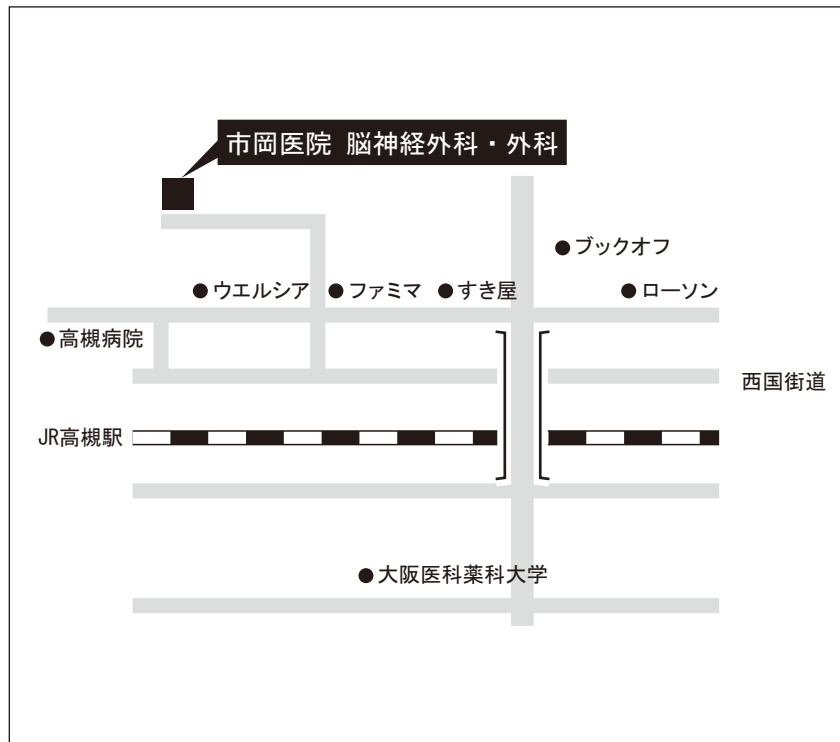 市岡医院 脳神経外科・外科
●ブックオフ
●ウエルシア
●ファミマ
●すき屋
●ローソン
●高槻病院
西国街道
JR高槻駅
●大阪医科薬科大学